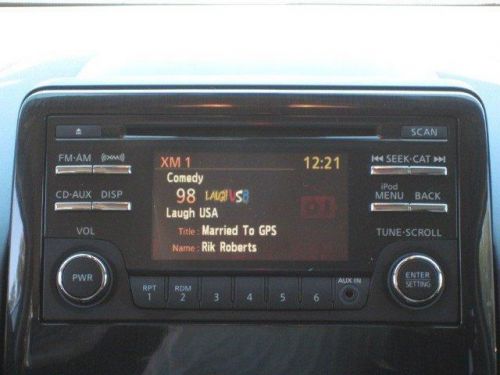 SCAN
FM·AM
XM
SEEK·CAT
CD·AUX
DISP
iPod
MENU
BACK
XM 1
12:21
Comedy
98
Laugh USA
Title : Married To GPS
Name : Rik Roberts
VOL
TUNE·SCROLL
PWR
ENTER
SETTING
RPT
1
RDM
2
3
4
5
6
AUX IN